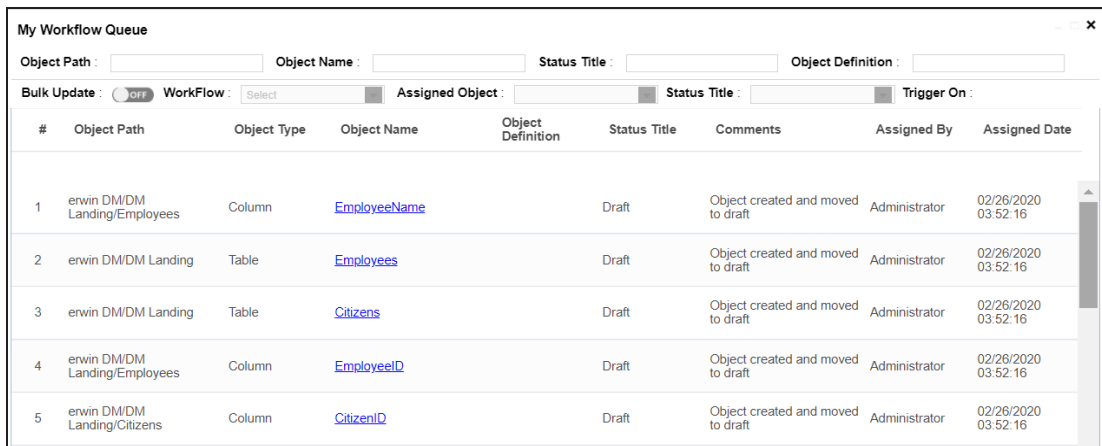 My Workflow Queue
Object Path : Object Name : Status Title : Object Definition :
Bulk Update : OFF WorkFlow : Select Assigned Object : Status Title : Trigger On :
# Object Path Object Type Object Name Object Definition Status Title Comments Assigned By Assigned Date
1 erwin DM/DM Landing/Employees Column EmployeeName Draft Object created and moved to draft Administrator 02/26/2020 03:52:16
2 erwin DM/DM Landing Table Employees Draft Object created and moved to draft Administrator 02/26/2020 03:52:16
3 erwin DM/DM Landing Table Citizens Draft Object created and moved to draft Administrator 02/26/2020 03:52:16
4 erwin DM/DM Landing/Employees Column EmployeeID Draft Object created and moved to draft Administrator 02/26/2020 03:52:16
5 erwin DM/DM Landing/Citizens Column CitizenID Draft Object created and moved to draft Administrator 02/26/2020 03:52:16